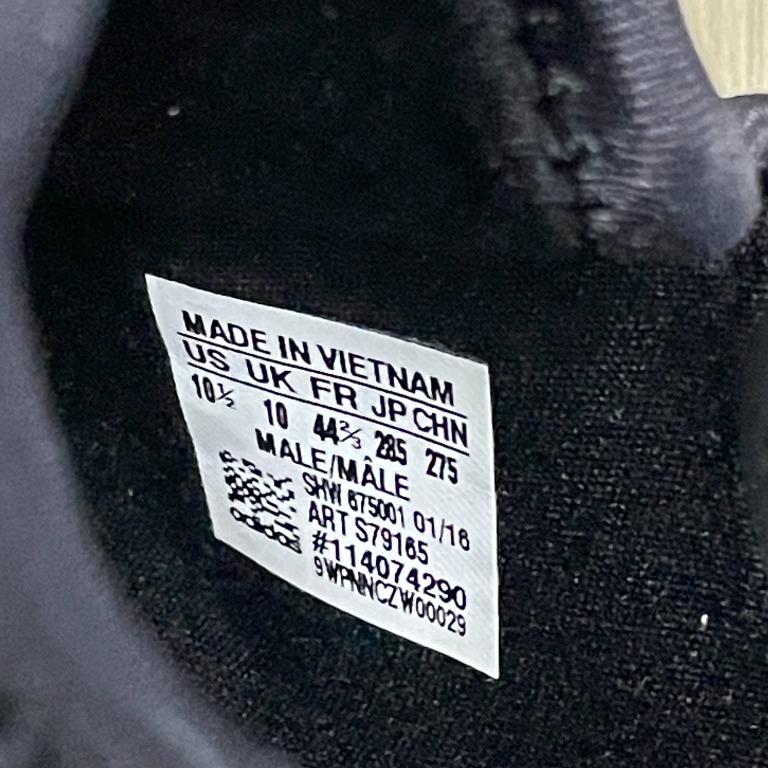 MADE IN VIETNAM
US UK FR JP CHN
10½ 10 44⅔ 285 275
MALE/MÂLE
SHW 675001 01/18
ART S79165
#114074290
9WPNNCZW00029
adidas